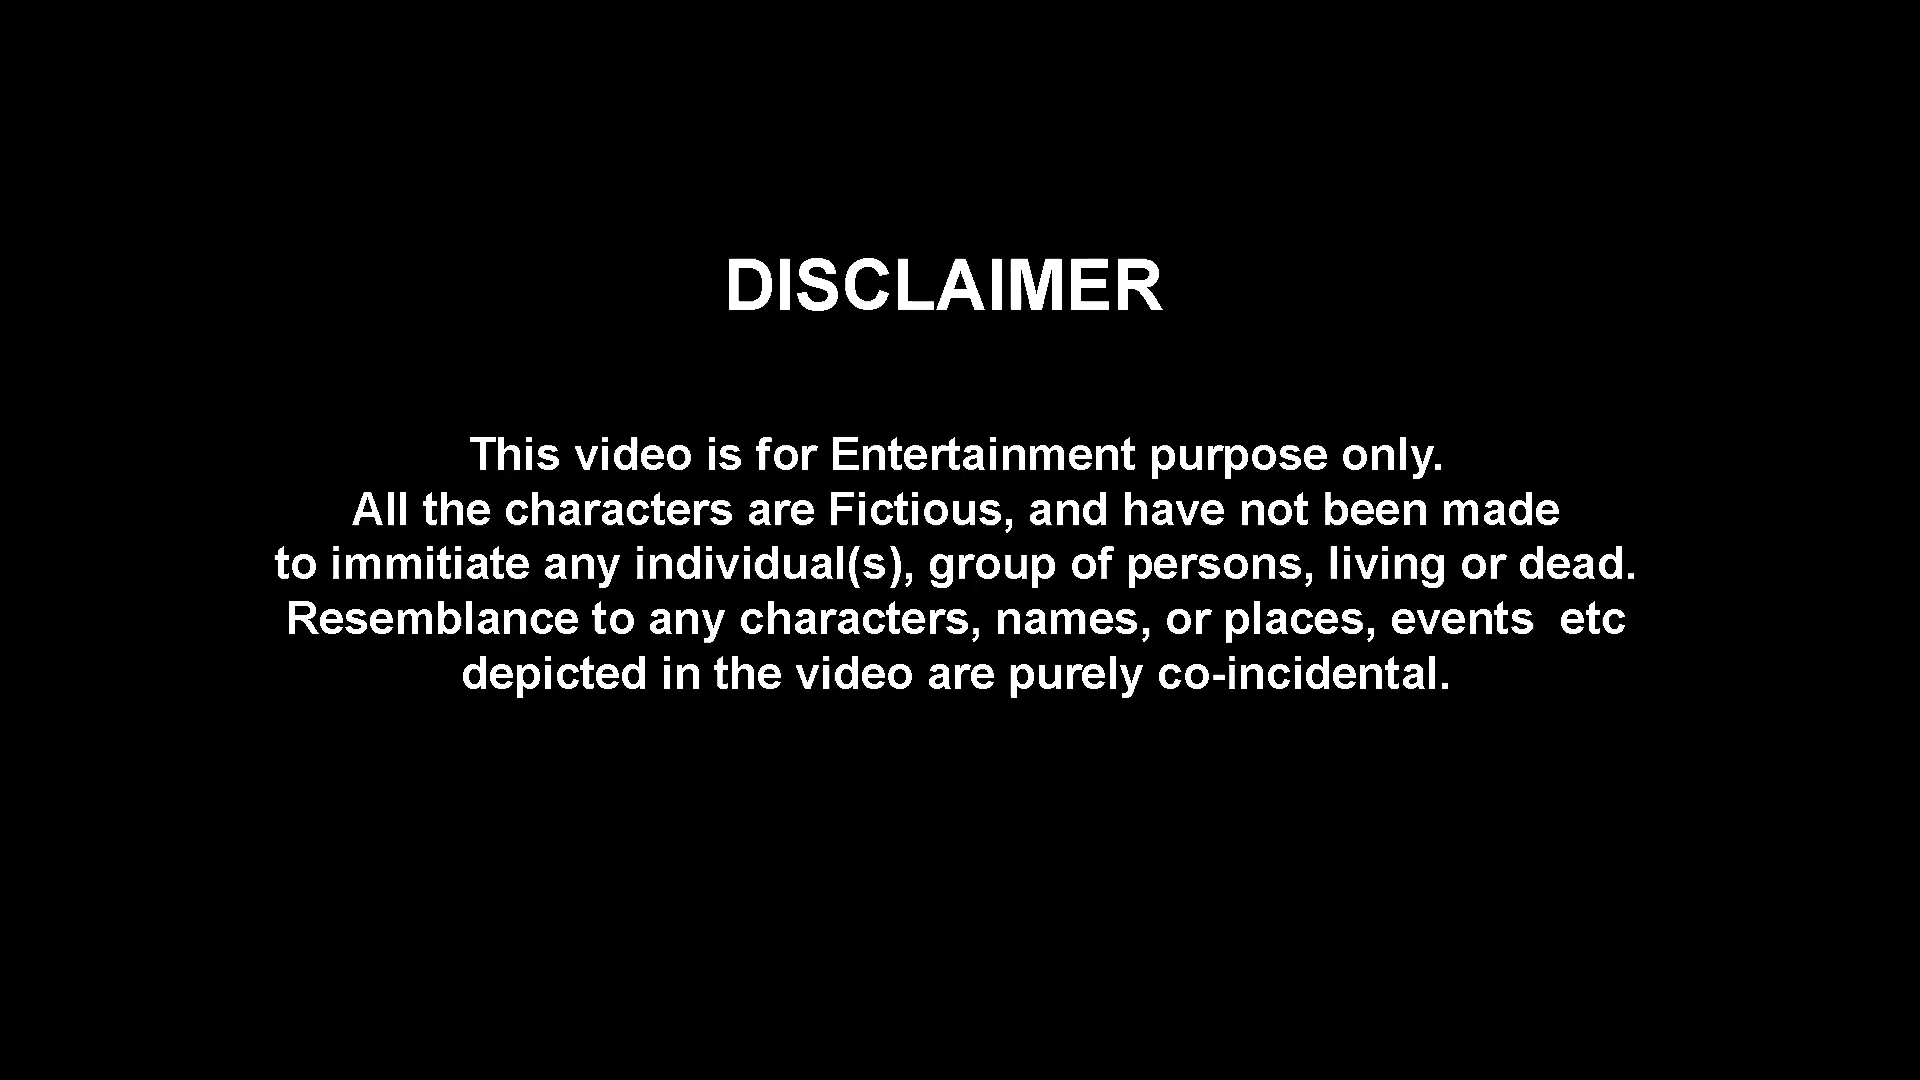 DISCLAIMER
This video is for Entertainment purpose only.
All the characters are Fictious, and have not been made
to immitiate any individual(s), group of persons, living or dead.
Resemblance to any characters, names, or places, events  etc
depicted in the video are purely co-incidental.